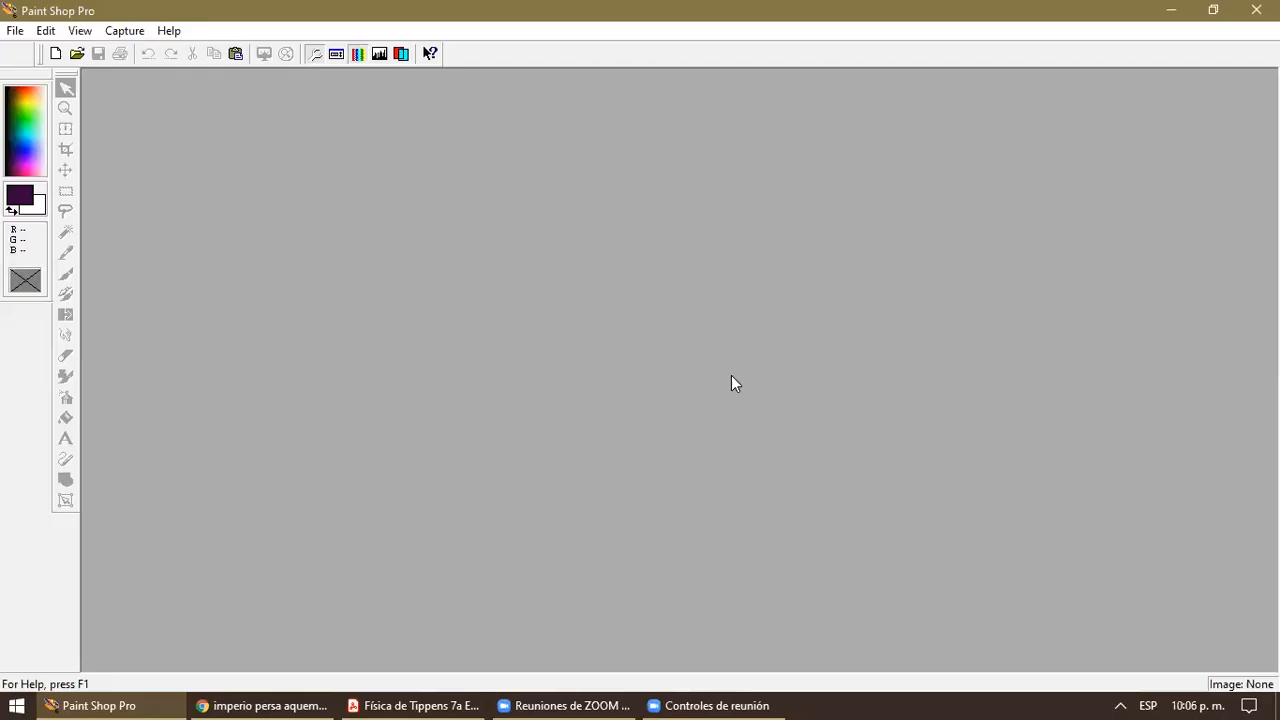 Paint Shop Pro
File Edit View Capture Help
R --
G --
B --
For Help, press F1
Image: None
Paint Shop Pro
imperio persa aquem...
Física de Tippens 7a E...
Reuniones de ZOOM ...
Controles de reunión
ESP
10:06 p. m.